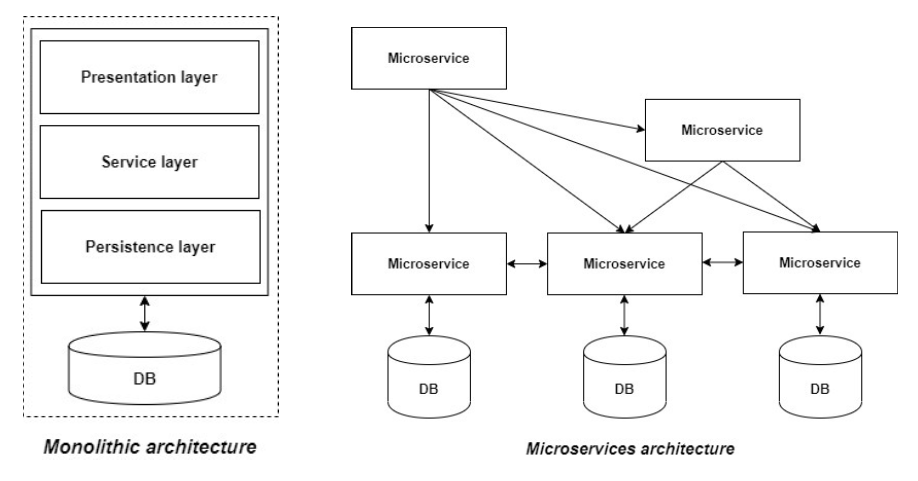 Presentation layer
Service layer
Persistence layer
DB
Monolithic architecture
Microservice
Microservice
Microservice
Microservice
Microservice
DB
DB
DB
Microservices architecture